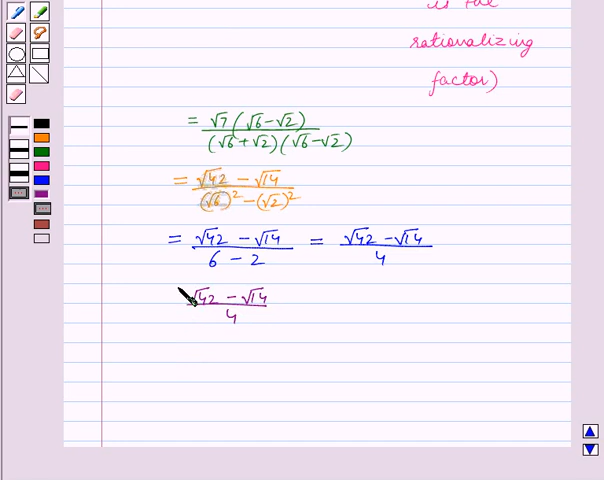 is the
rationalizing
factor)
= √7 (√6 − √2) / (√6 + √2) (√6 − √2)
= √42 − √14 / (√6)² − (√2)²
= √42 − √14 / 6 − 2 = √42 − √14 / 4
√42 − √14 / 4